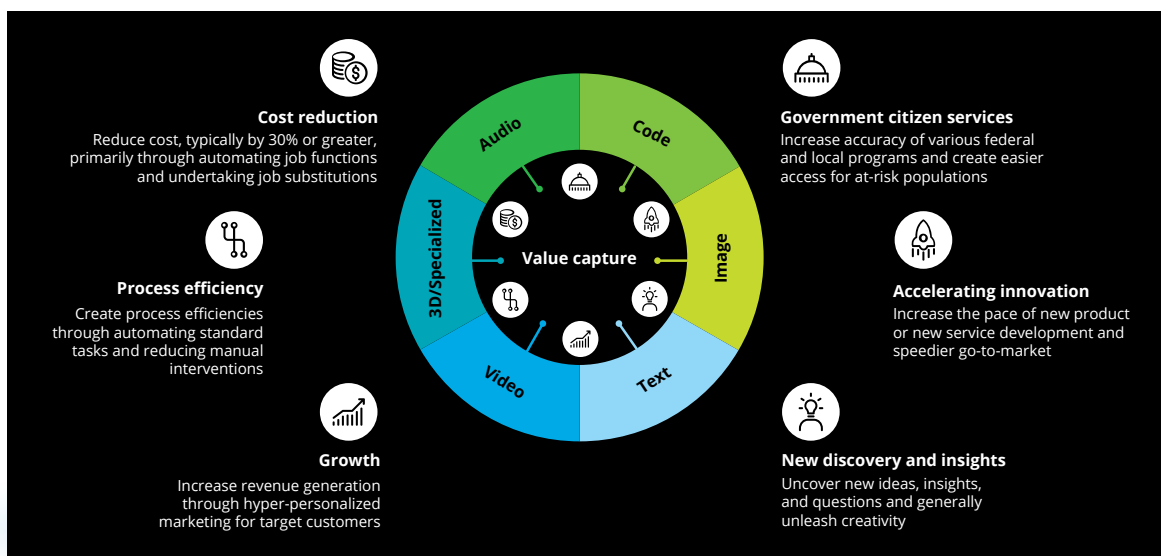 Cost reduction
Reduce cost, typically by 30% or greater,
primarily through automating job functions
and undertaking job substitutions
Process efficiency
Create process efficiencies
through automating standard
tasks and reducing manual
interventions
Growth
Increase revenue generation
through hyper-personalized
marketing for target customers
Audio
Code
3D/Specialized
Value capture
Image
Video
Text
Government citizen services
Increase accuracy of various federal
and local programs and create easier
access for at-risk populations
Accelerating innovation
Increase the pace of new product
or new service development and
speedier go-to-market
New discovery and insights
Uncover new ideas, insights,
and questions and generally
unleash creativity